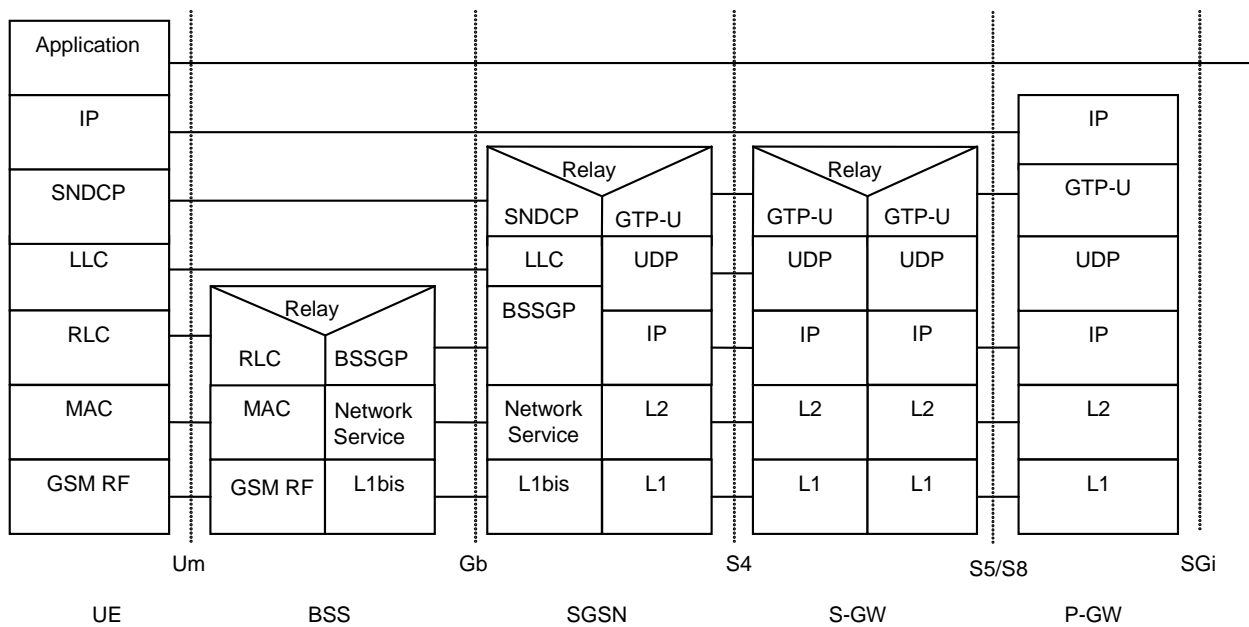 Application
IP
IP
Relay
Relay
SNDCP
GTP-U
SNDCP
GTP-U
GTP-U
GTP-U
LLC
LLC
UDP
UDP
UDP
UDP
Relay
BSSGP
RLC
IP
IP
IP
IP
RLC
BSSGP
MAC
MAC
Network
Service
Network
Service
L2
L2
L2
L2
GSM RF
GSM RF
L1bis
L1bis
L1
L1
L1
L1
Um
Gb
S4
S5/S8
SGi
UE
BSS
SGSN
S-GW
P-GW